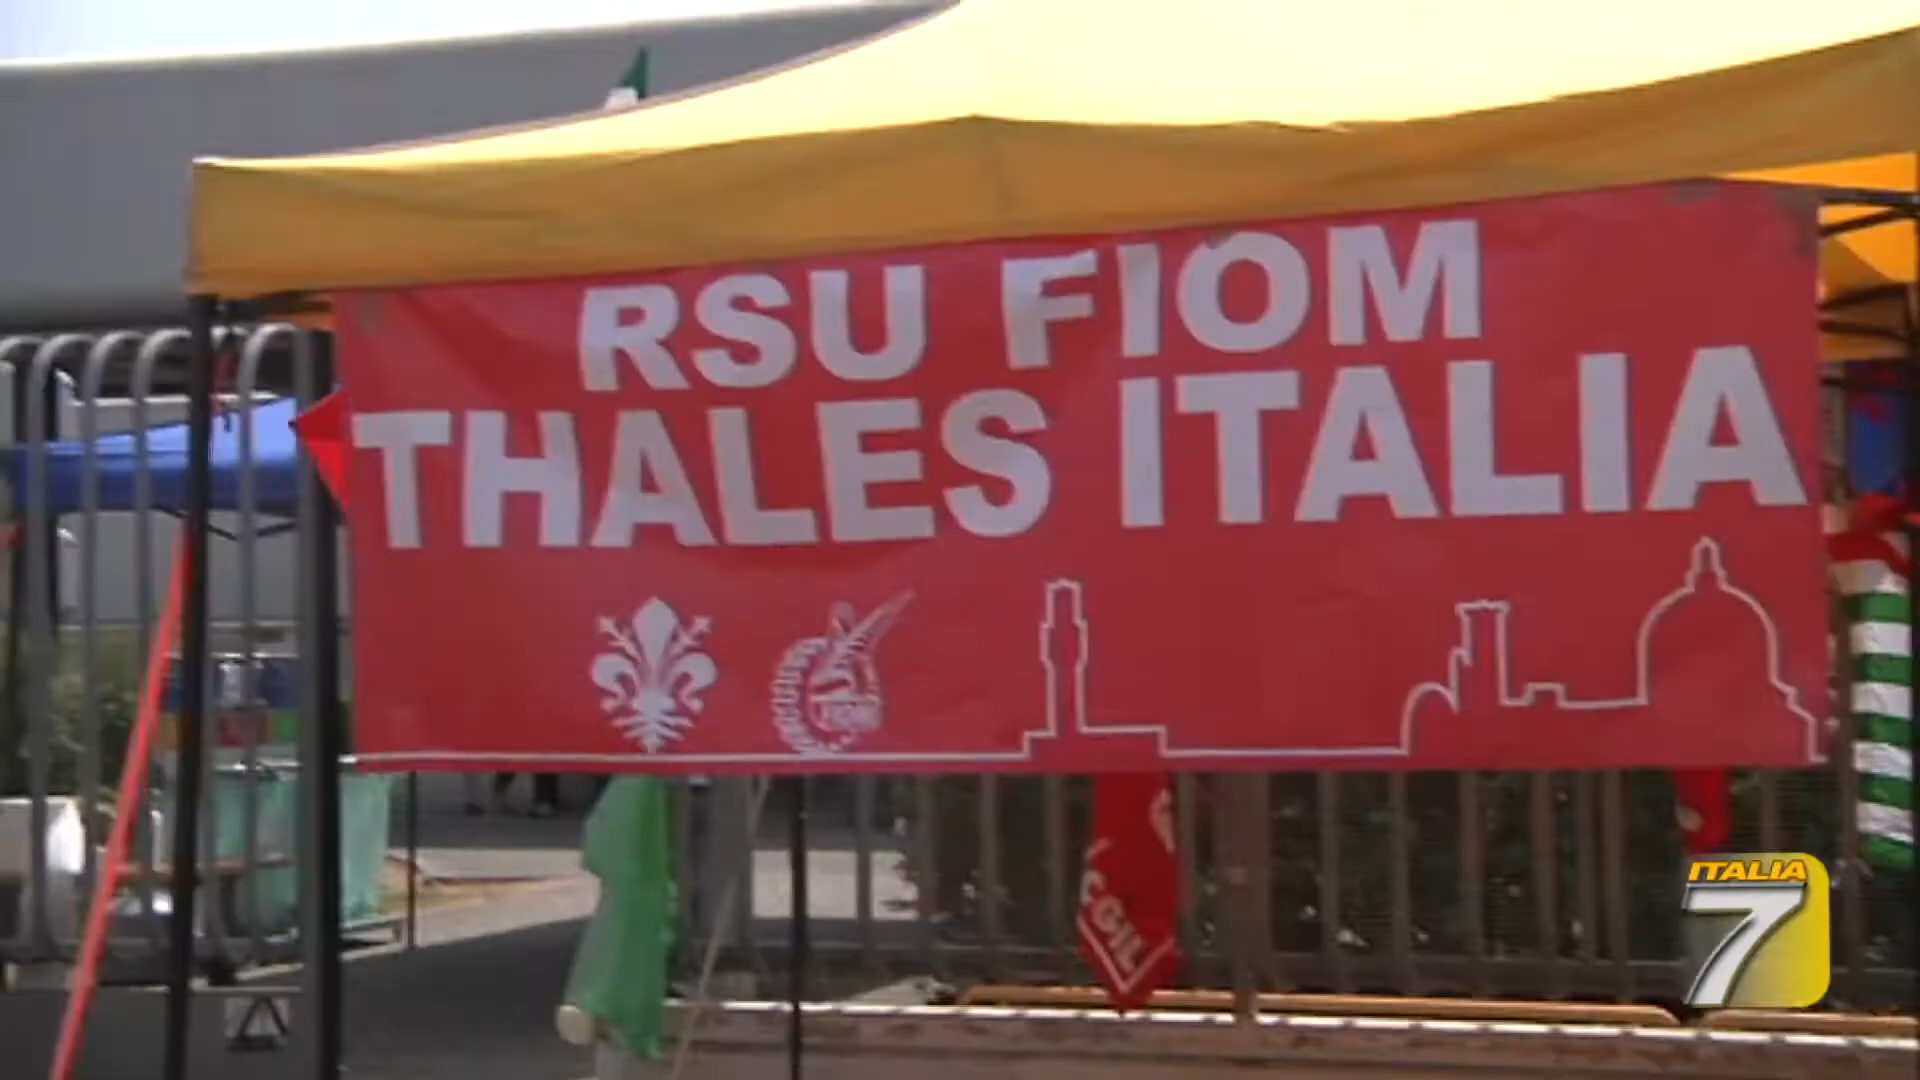 RSU FIOM
THALES ITALIA
CGIL
ITALIA
7